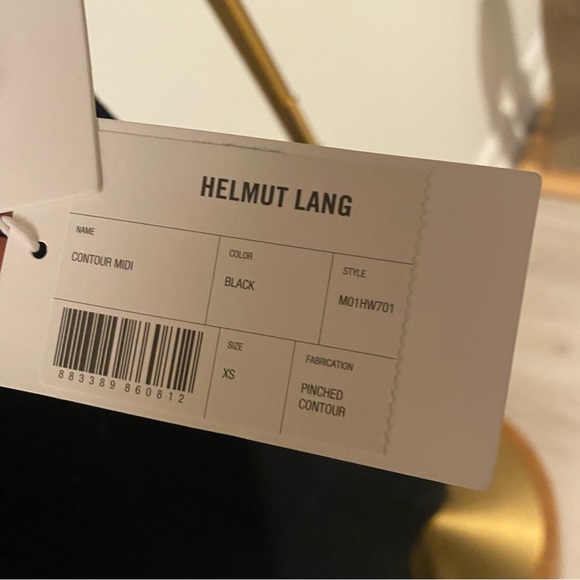 HELMUT LANG
NAME
CONTOUR MIDI
COLOR
BLACK
STYLE
M01HW701
883389 860812
SIZE
XS
FABRICATION
PINCHED
CONTOUR